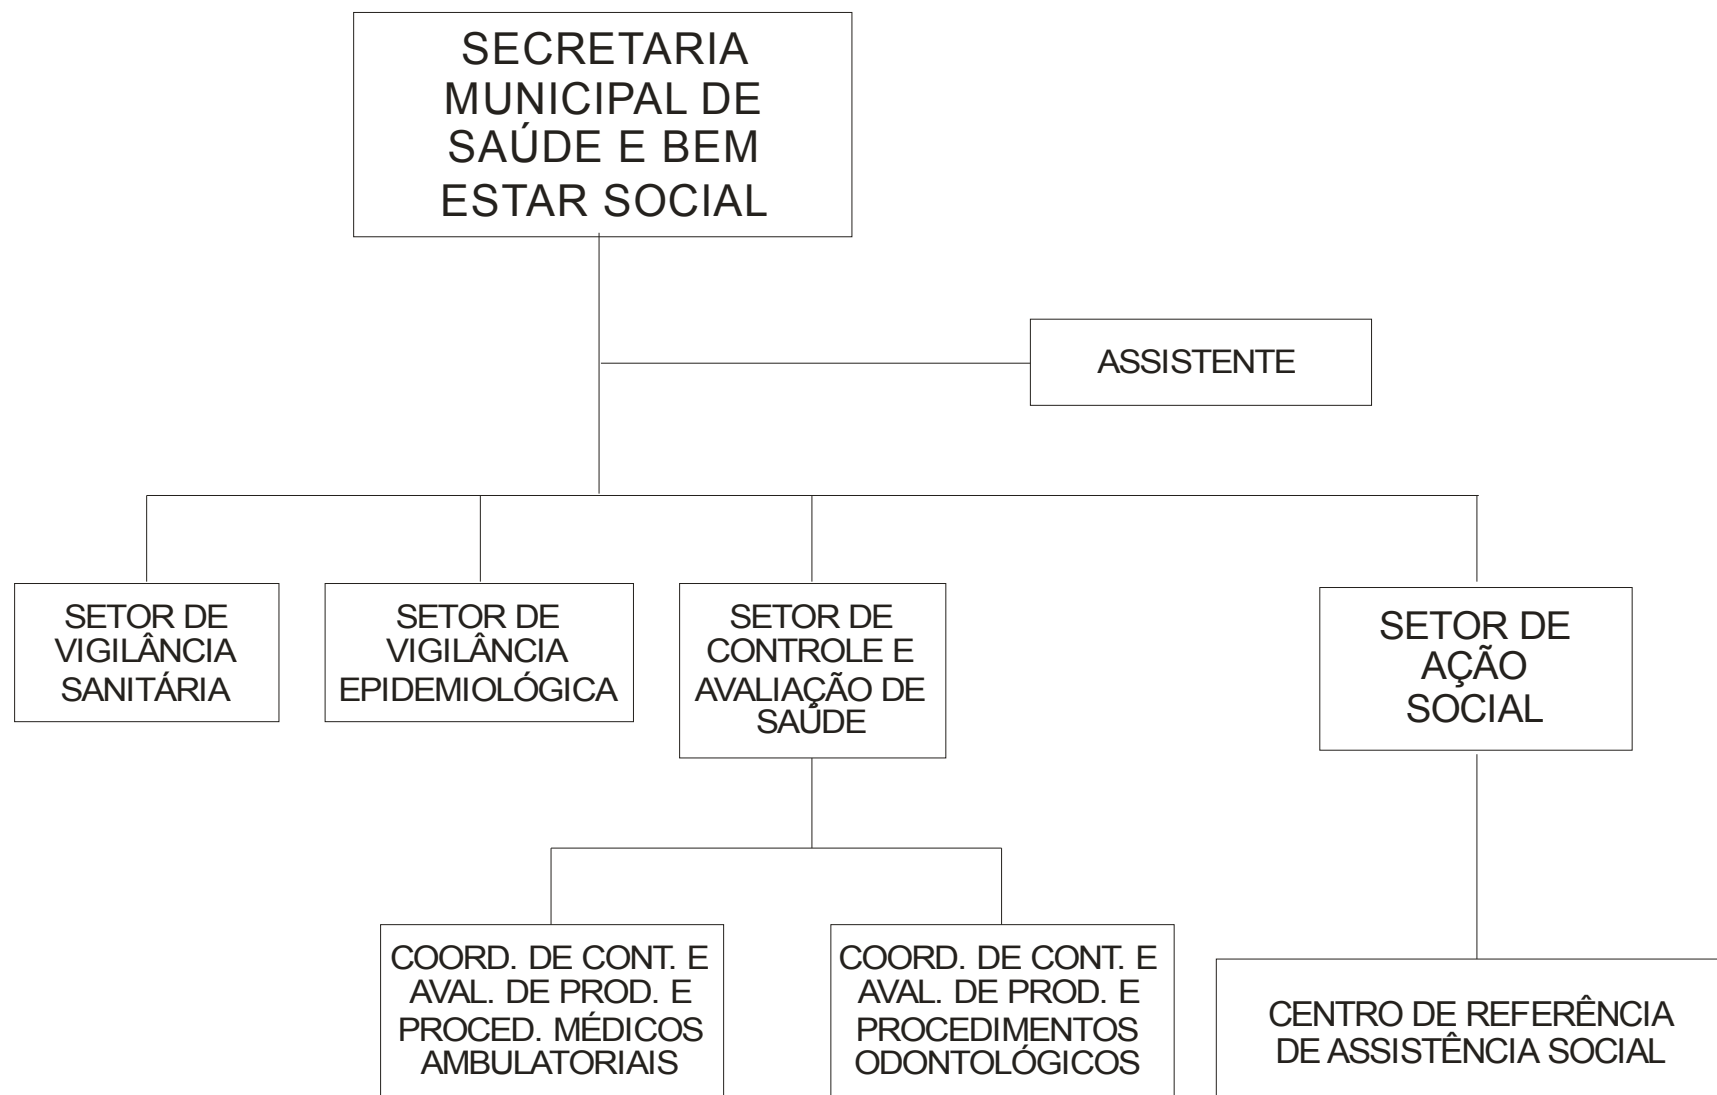 SECRETARIA
MUNICIPAL DE
SAÚDE E BEM
ESTAR SOCIAL
ASSISTENTE
SETOR DE
VIGILÂNCIA
SANITÁRIA
SETOR DE
VIGILÂNCIA
EPIDEMIOLÓGICA
SETOR DE
CONTROLE E
AVALIAÇÃO DE
SAÚDE
SETOR DE
AÇÃO
SOCIAL
COORD. DE CONT. E
AVAL. DE PROD. E
PROCED. MÉDICOS
AMBULATORIAIS
COORD. DE CONT. E
AVAL. DE PROD. E
PROCEDIMENTOS
ODONTOLÓGICOS
CENTRO DE REFERÊNCIA
DE ASSISTÊNCIA SOCIAL